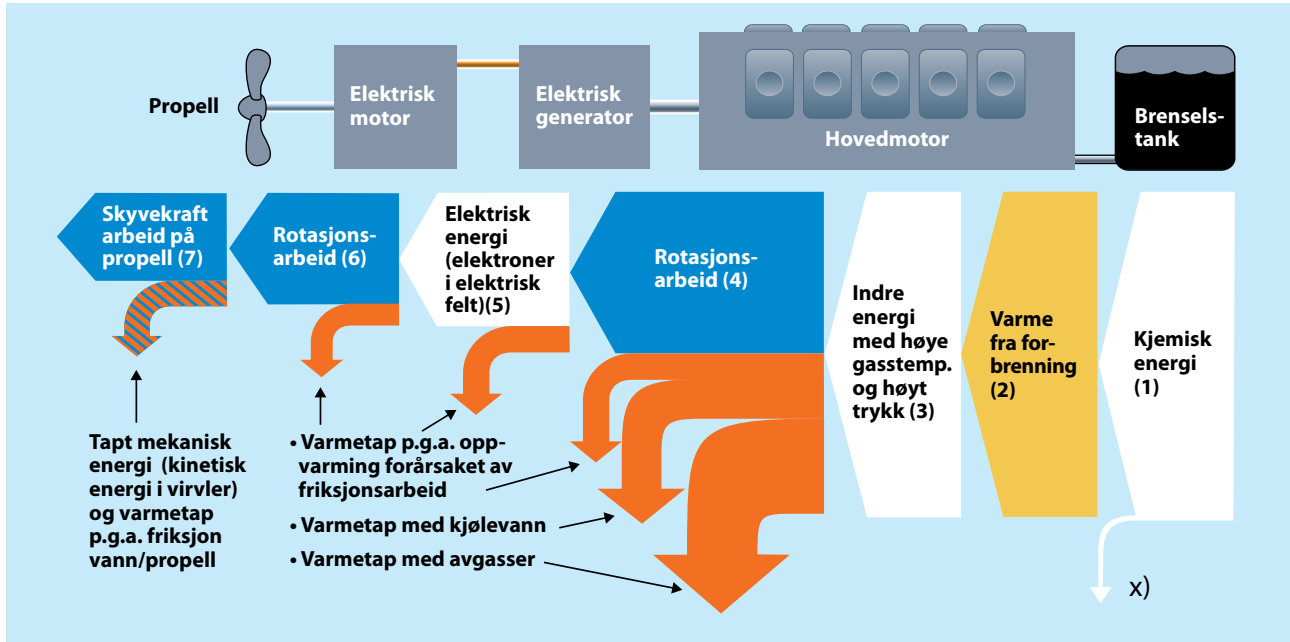 Propell
Elektrisk
motor
Elektrisk
generator
Hovedmotor
Brensels-
tank
Skyvekraft
arbeid på
propell (7)
Rotasjons-
arbeid (6)
Elektrisk
energi
(elektroner
i elektrisk
felt)(5)
Rotasjons-
arbeid (4)
Indre
energi
med høye
gasstemp.
og høyt
trykk (3)
Varme
fra for-
brenning
(2)
Kjemisk
energi
(1)
Tapt mekanisk
energi (kinetisk
energi i virvler)
og varmetap
p.g.a. friksjon
vann/propell
• Varmetap p.g.a. opp-
varming forårsaket av
friksjonsarbeid
• Varmetap med kjølevann
• Varmetap med avgasser
x)